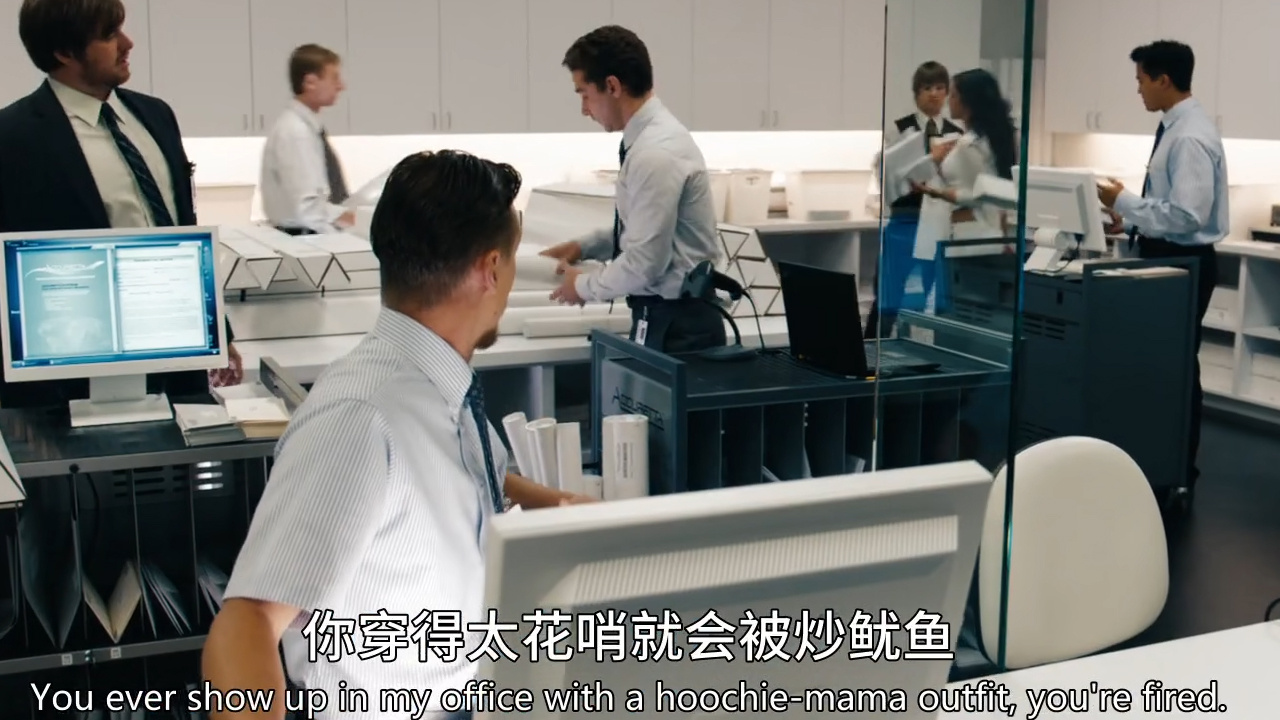 ACCURETTA
你穿得太花哨就会被炒鱿鱼
You ever show up in my office with a hoochie-mama outfit, you're fired.